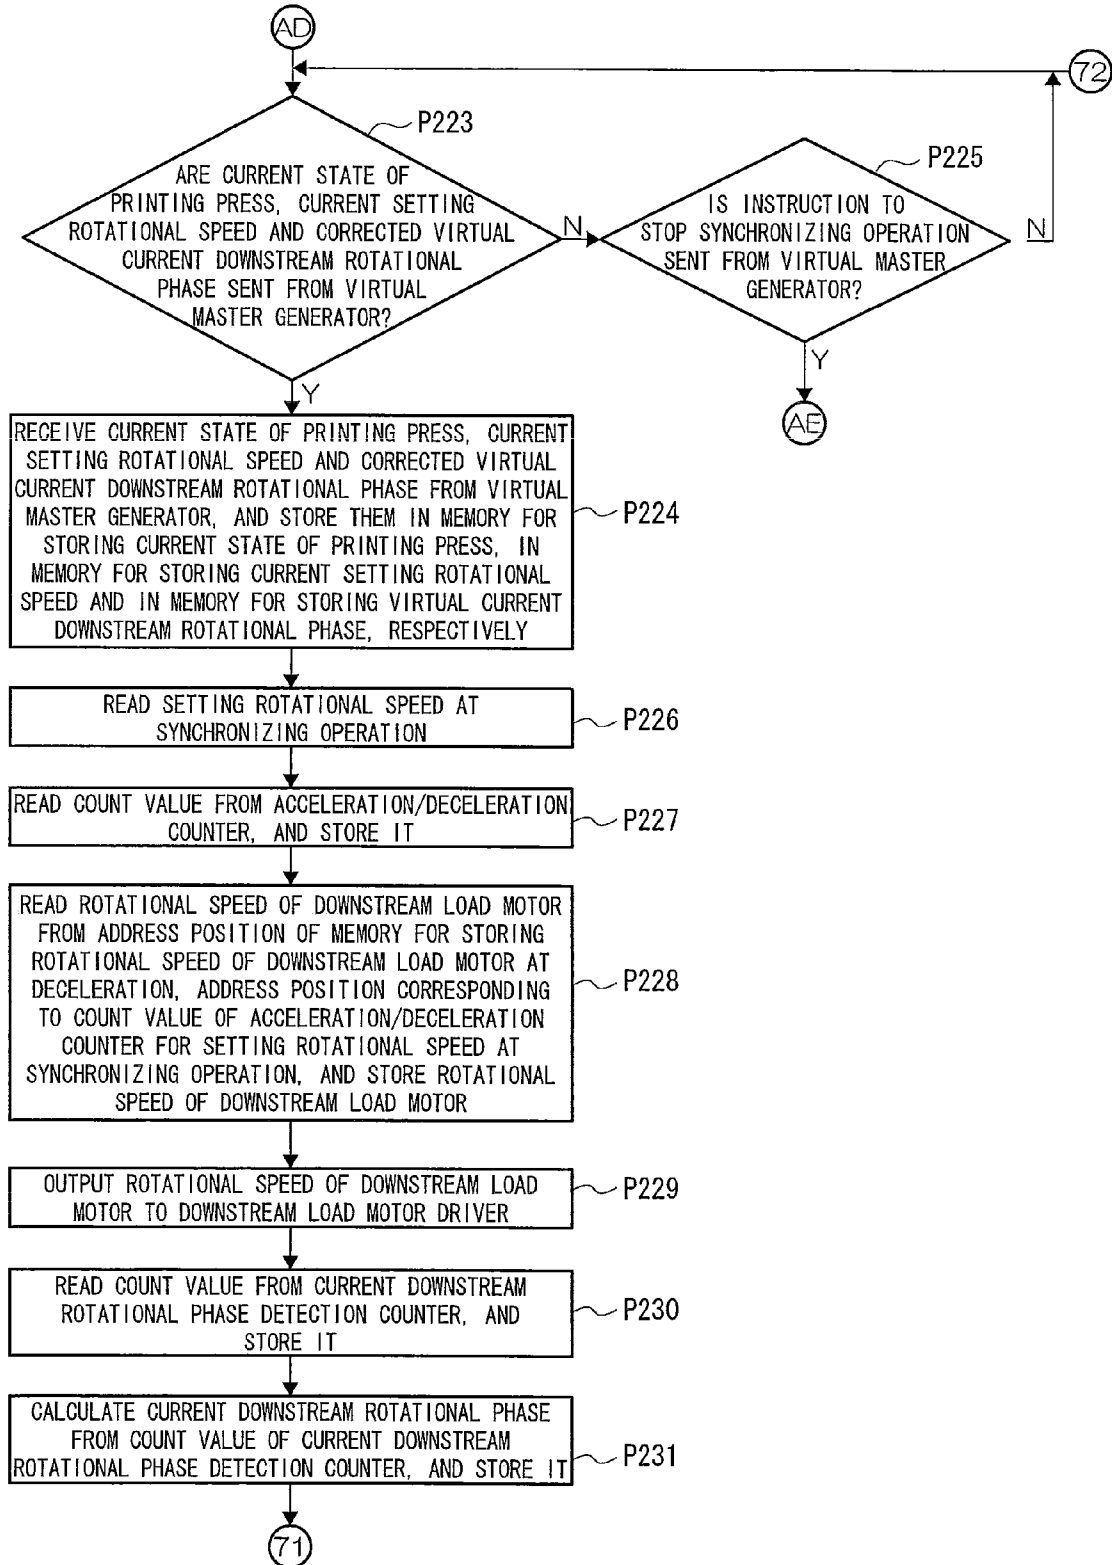 AD
72
P223
ARE CURRENT STATE OF
PRINTING PRESS, CURRENT SETTING
ROTATIONAL SPEED AND CORRECTED VIRTUAL
CURRENT DOWNSTREAM ROTATIONAL
PHASE SENT FROM VIRTUAL
MASTER GENERATOR?
N
Y
P225
IS INSTRUCTION TO
STOP SYNCHRONIZING OPERATION
SENT FROM VIRTUAL MASTER
GENERATOR?
N
Y
AE
RECEIVE CURRENT STATE OF PRINTING PRESS, CURRENT
SETTING ROTATIONAL SPEED AND CORRECTED VIRTUAL
CURRENT DOWNSTREAM ROTATIONAL PHASE FROM VIRTUAL
MASTER GENERATOR, AND STORE THEM IN MEMORY FOR
STORING CURRENT STATE OF PRINTING PRESS, IN
MEMORY FOR STORING CURRENT SETTING ROTATIONAL
SPEED AND IN MEMORY FOR STORING VIRTUAL CURRENT
DOWNSTREAM ROTATIONAL PHASE, RESPECTIVELY
P224
READ SETTING ROTATIONAL SPEED AT
SYNCHRONIZING OPERATION
P226
READ COUNT VALUE FROM ACCELERATION/DECELERATION
COUNTER, AND STORE IT
P227
READ ROTATIONAL SPEED OF DOWNSTREAM LOAD MOTOR
FROM ADDRESS POSITION OF MEMORY FOR STORING
ROTATIONAL SPEED OF DOWNSTREAM LOAD MOTOR AT
DECELERATION, ADDRESS POSITION CORRESPONDING
TO COUNT VALUE OF ACCELERATION/DECELERATION
COUNTER FOR SETTING ROTATIONAL SPEED AT
SYNCHRONIZING OPERATION, AND STORE ROTATIONAL
SPEED OF DOWNSTREAM LOAD MOTOR
P228
OUTPUT ROTATIONAL SPEED OF DOWNSTREAM LOAD
MOTOR TO DOWNSTREAM LOAD MOTOR DRIVER
P229
READ COUNT VALUE FROM CURRENT DOWNSTREAM
ROTATIONAL PHASE DETECTION COUNTER, AND
STORE IT
P230
CALCULATE CURRENT DOWNSTREAM ROTATIONAL PHASE
FROM COUNT VALUE OF CURRENT DOWNSTREAM
ROTATIONAL PHASE DETECTION COUNTER, AND STORE IT
P231
71